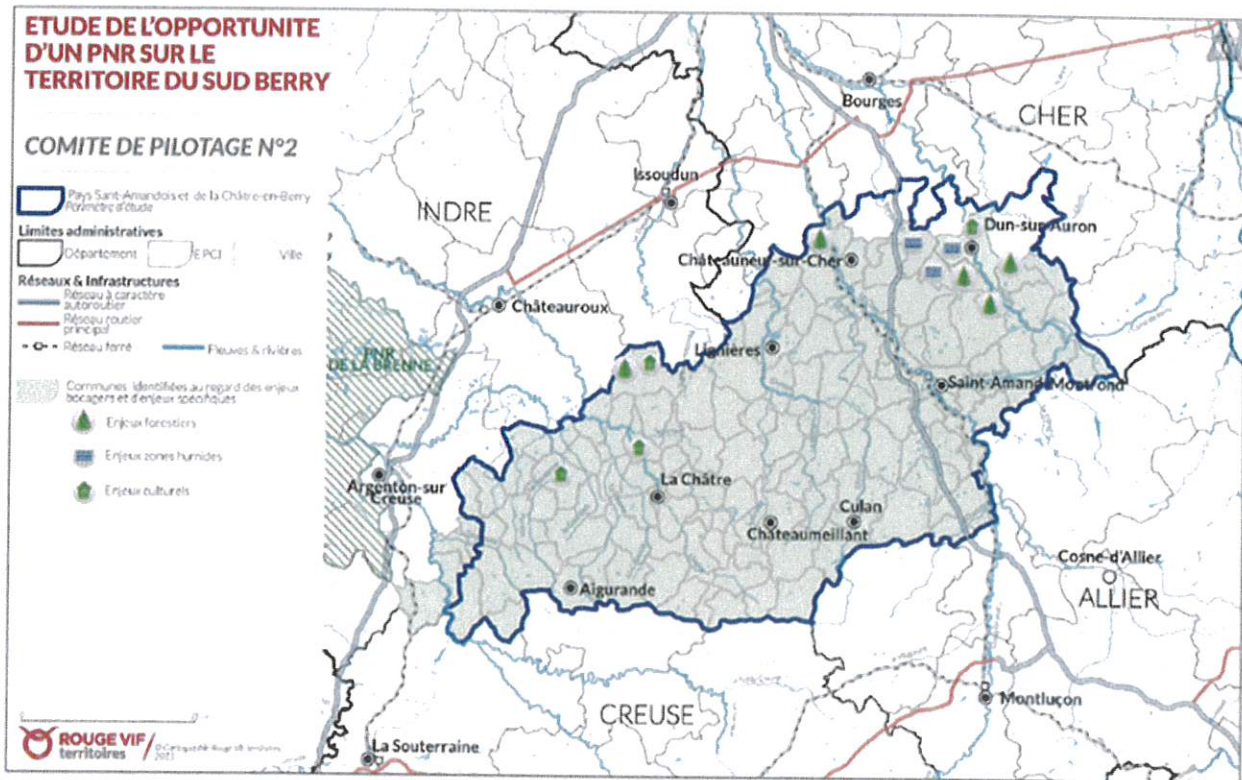 ETUDE DE L'OPPORTUNITE
D'UN PNR SUR LE
TERRITOIRE DU SUD BERRY
COMITE DE PILOTAGE N°2
Pays Saint-Amandois et de la Châtre-en-Berry
Périmètre d'étude
Limites administratives
Département
EPCI
Ville
Réseaux & Infrastructures
Réseau à caractère
autoroutier
Réseau routier
principal
Réseau ferré
Fleuves & rivières
Communes identifiées au regard des enjeux
bocagers et d'enjeux spécifiques
Enjeux forestiers
Enjeux zones humides
Enjeux culturels
ROUGE VIF
territoires
Bourges
CHER
Issoudun
INDRE
Dun-sur-Auron
Châteauneuf-sur-Cher
Châteauroux
PNR
DE LA BRENNE
Lignières
Saint-Amand-Montrond
Argenton-sur
Creuse
La Châtre
Culan
Châteaumeillant
Aigurande
Cosne-d'Allier
ALLIER
CREUSE
Montluçon
La Souterraine